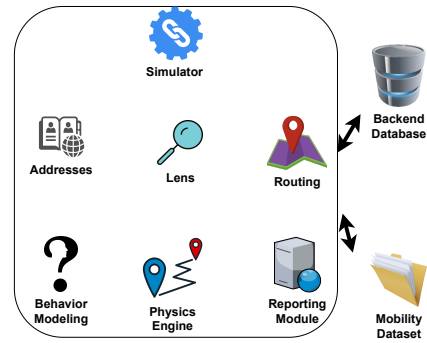 Simulator
Backend
Database
Addresses
Lens
Routing
Behavior
Modeling
Physics
Engine
Reporting
Module
Mobility
Dataset